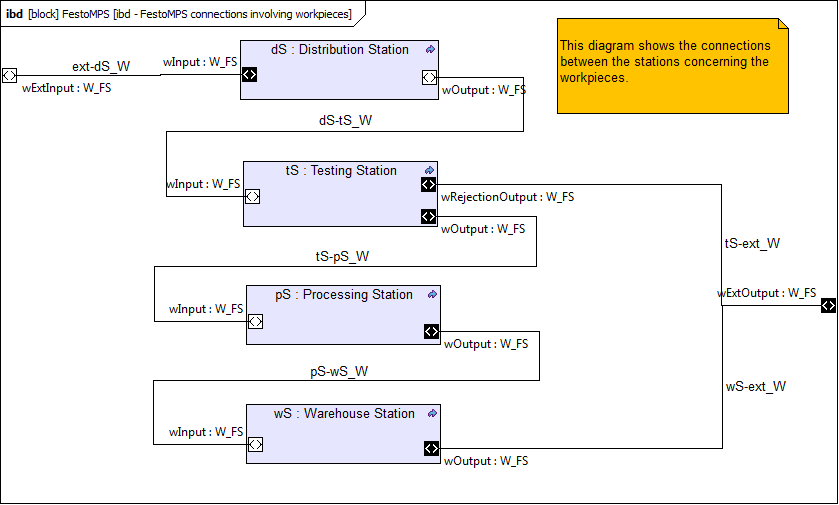 ibd [block] FestoMPS [ibd - FestoMPS connections involving workpieces]
This diagram shows the connections
between the stations concerning the
workpieces.
ext-dS_W
wExtInput : W_FS
wInput : W_FS
dS : Distribution Station
wOutput : W_FS
dS-tS_W
wInput : W_FS
tS : Testing Station
wRejectionOutput : W_FS
wOutput : W_FS
tS-ext_W
tS-pS_W
wInput : W_FS
pS : Processing Station
wExtOutput : W_FS
wOutput : W_FS
pS-wS_W
wS-ext_W
wInput : W_FS
wS : Warehouse Station
wOutput : W_FS